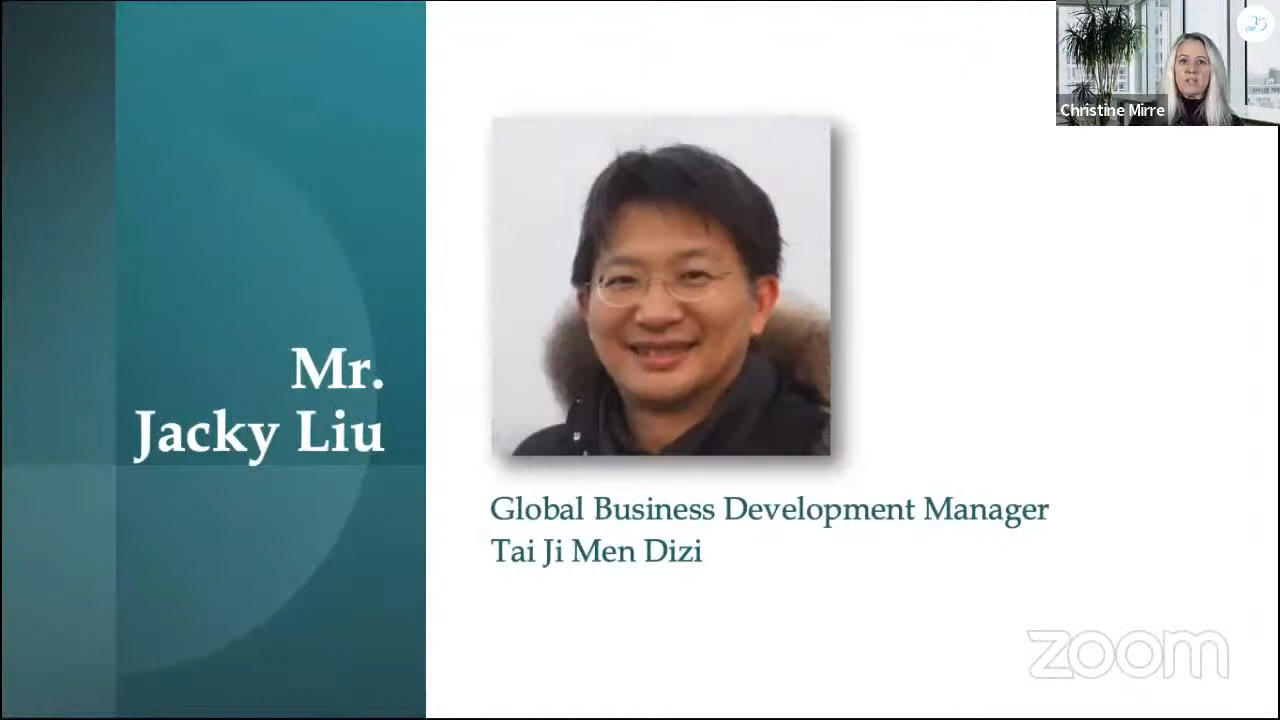 Christine Mirre
Mr.
Jacky Liu
Global Business Development Manager
Tai Ji Men Dizi
zoom